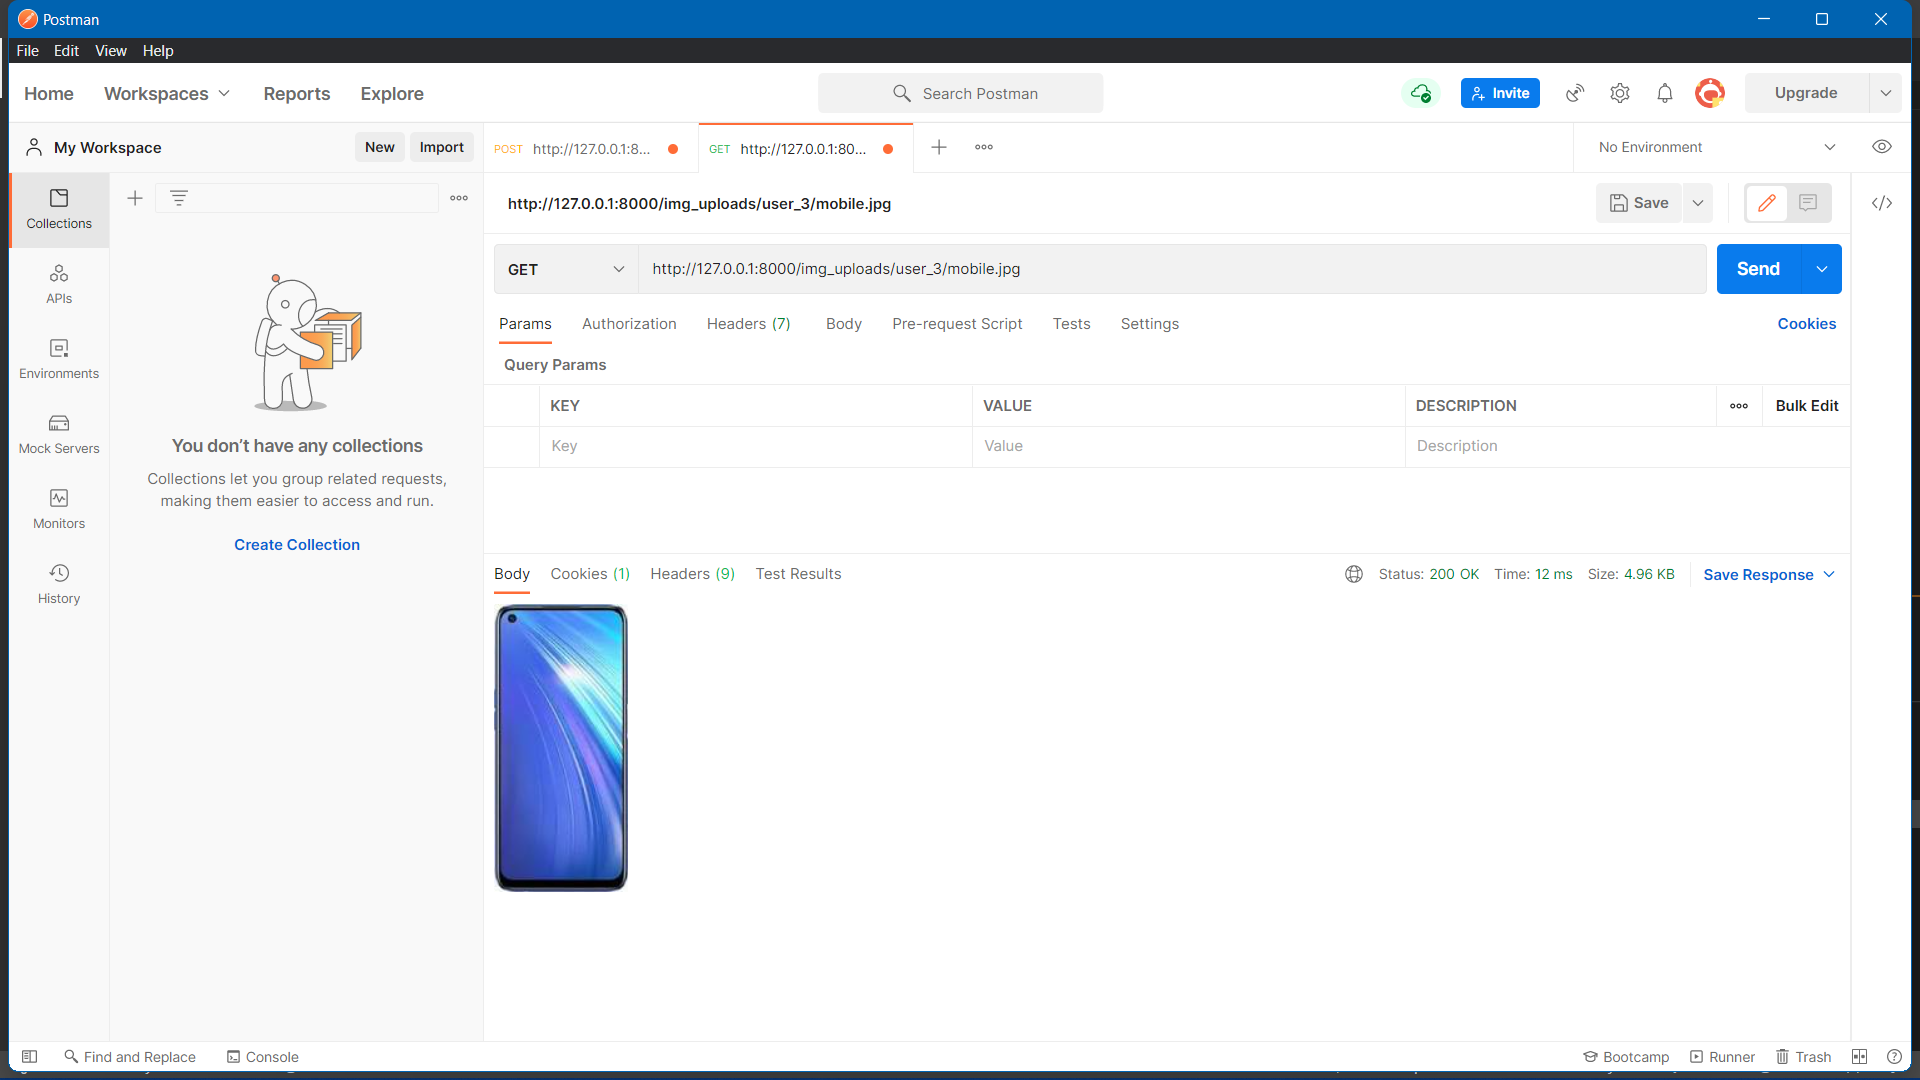 Postman
File Edit View Help
Home Workspaces Reports Explore
Search Postman
Invite
Upgrade
My Workspace
New
Import
POST http://127.0.0.1:8...
GET http://127.0.0.1:80...
No Environment
Collections
APIs
Environments
Mock Servers
Monitors
History
You don’t have any collections
Collections let you group related requests,
making them easier to access and run.
Create Collection
http://127.0.0.1:8000/img_uploads/user_3/mobile.jpg
Save
GET
http://127.0.0.1:8000/img_uploads/user_3/mobile.jpg
Send
Params Authorization Headers (7) Body Pre-request Script Tests Settings
Cookies
Query Params
KEY VALUE DESCRIPTION
Bulk Edit
Key Value Description
Body Cookies (1) Headers (9) Test Results
Status: 200 OK Time: 12 ms Size: 4.96 KB
Save Response
Find and Replace
Console
Bootcamp
Runner
Trash